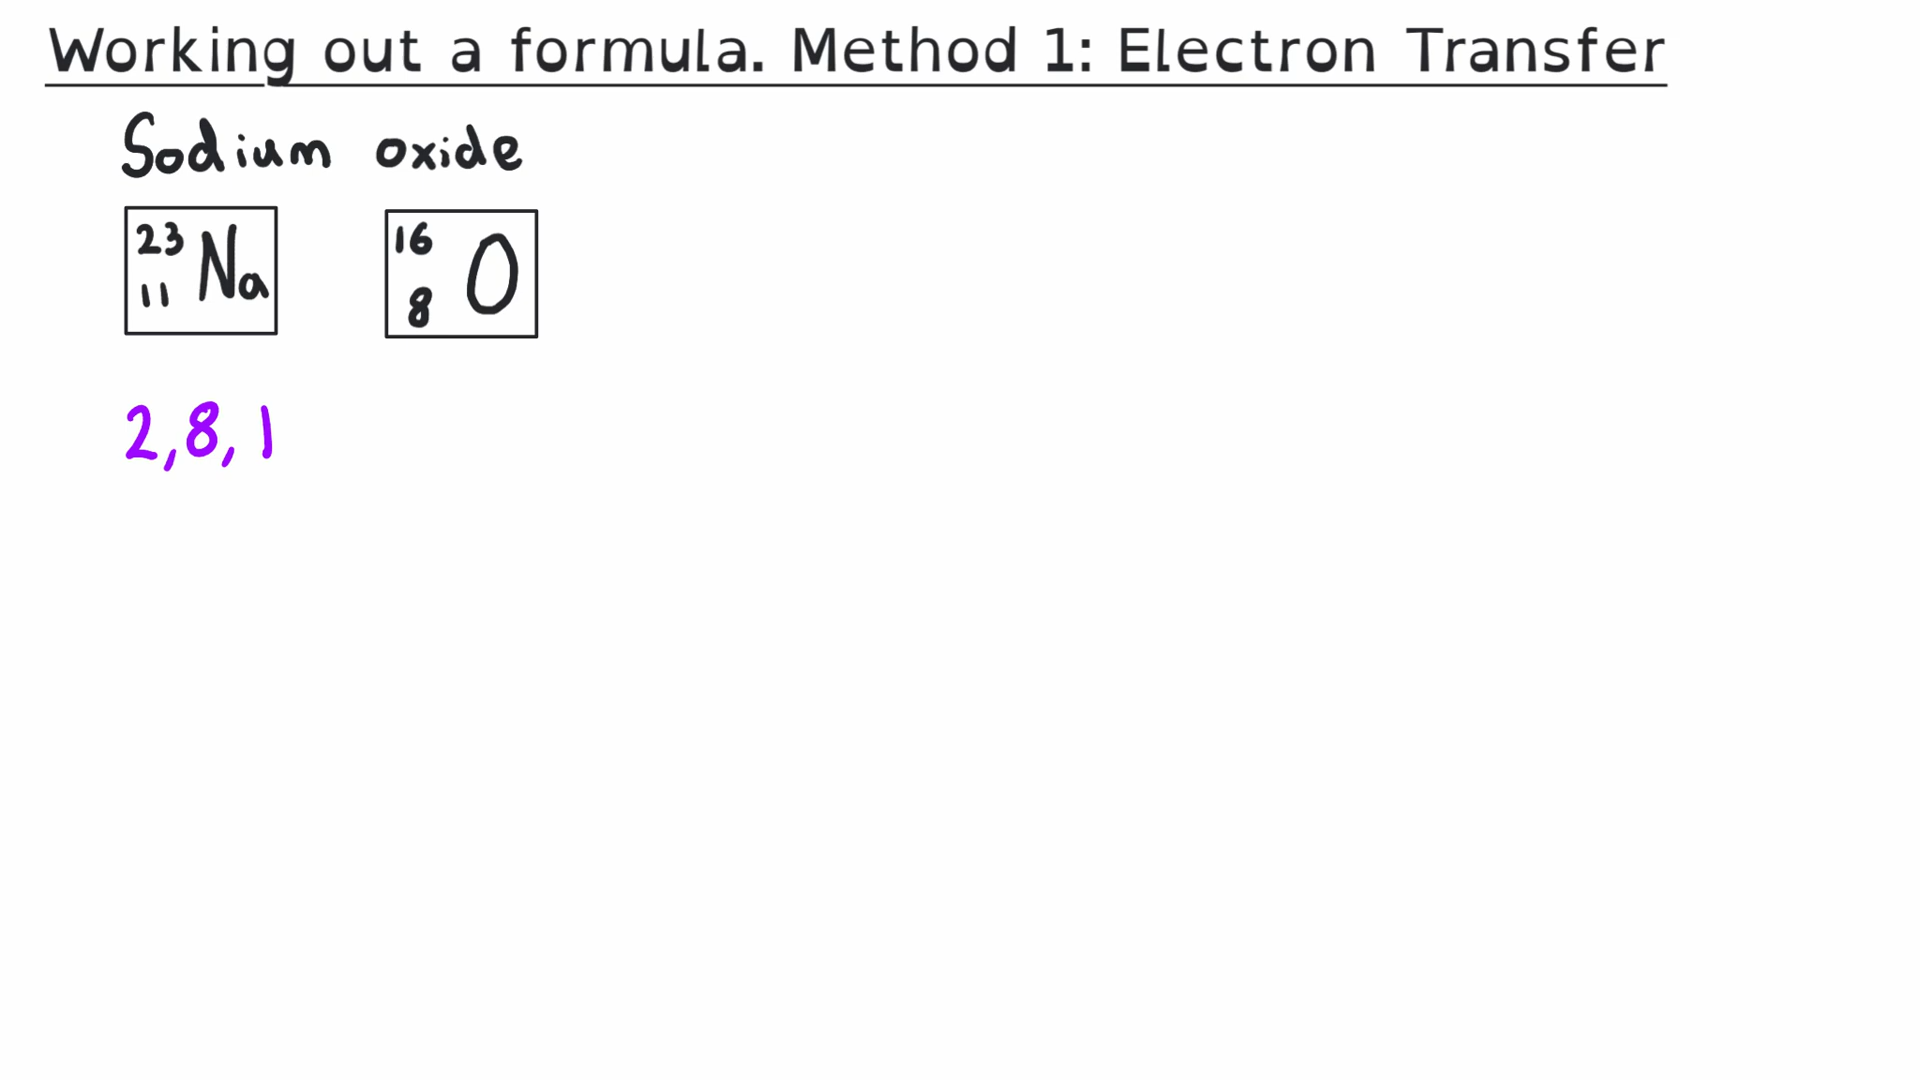 Working out a formula. Method 1: Electron Transfer
Sodium oxide
23 Na 16 O
11 8
2,8,1